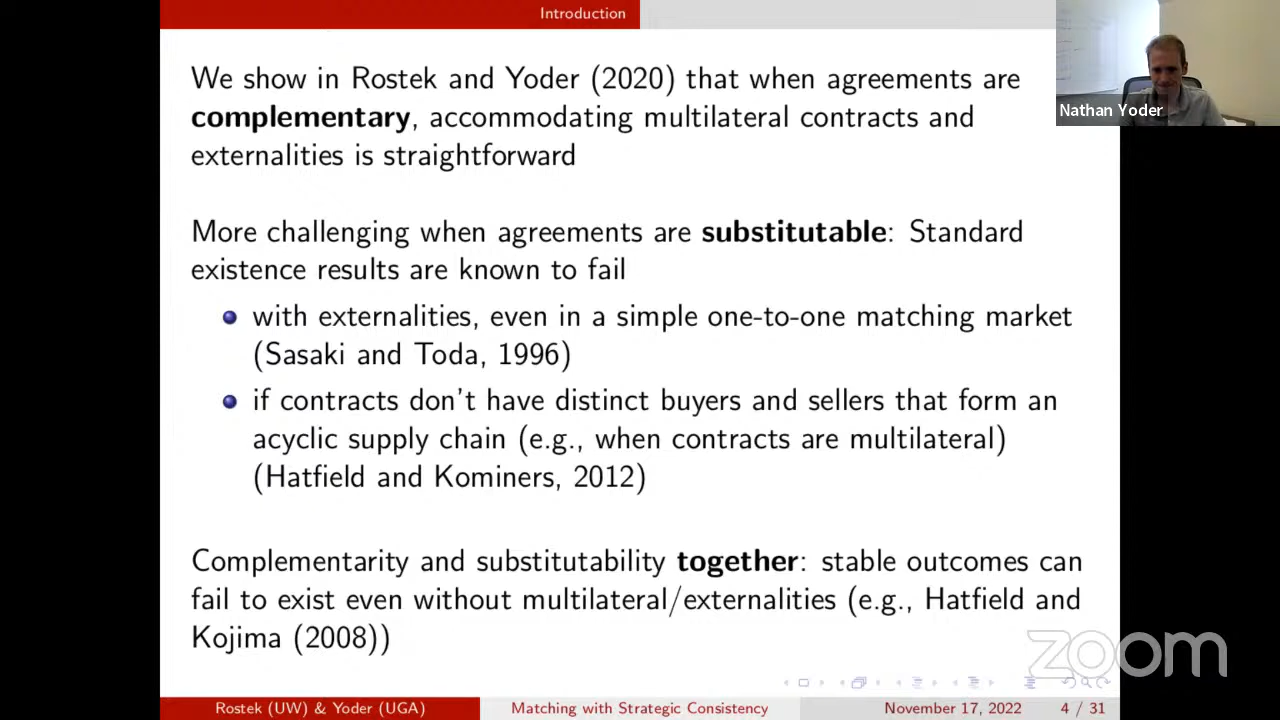 Introduction
We show in Rostek and Yoder (2020) that when agreements are
complementary, accommodating multilateral contracts and
externalities is straightforward
More challenging when agreements are substitutable: Standard
existence results are known to fail
with externalities, even in a simple one-to-one matching market
(Sasaki and Toda, 1996)
if contracts don't have distinct buyers and sellers that form an
acyclic supply chain (e.g., when contracts are multilateral)
(Hatfield and Kominers, 2012)
Complementarity and substitutability together: stable outcomes can
fail to exist even without multilateral/externalities (e.g., Hatfield and
Kojima (2008))
Rostek (UW) & Yoder (UGA) Matching with Strategic Consistency November 17, 2022 4 / 31
Nathan Yoder
zoom